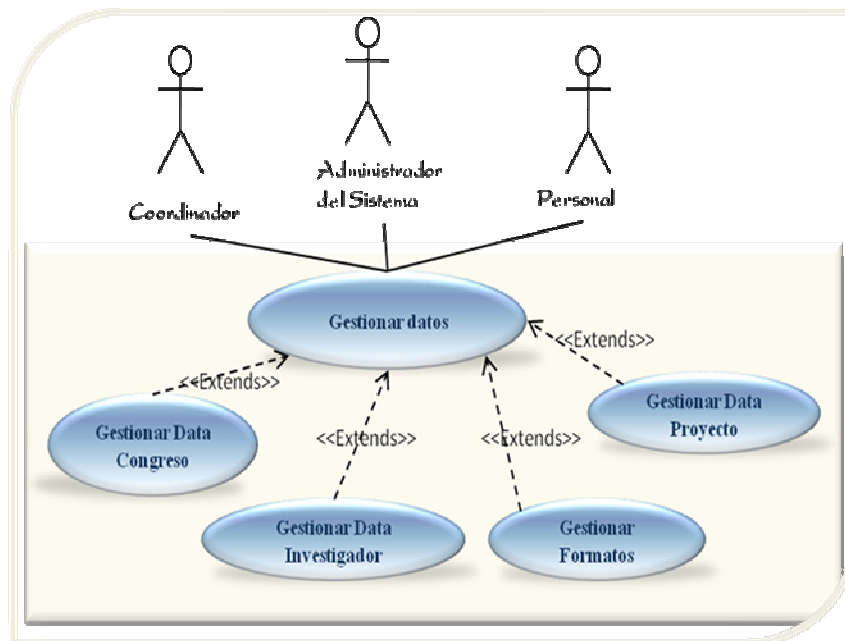 Coordinador
Administrador
del Sistema
Personal
Gestionar datos
<<Extends>>
<<Extends>>
<<Extends>>
<<Extends>>
Gestionar Data
Congreso
Gestionar Data
Proyecto
Gestionar Data
Investigador
Gestionar
Formatos